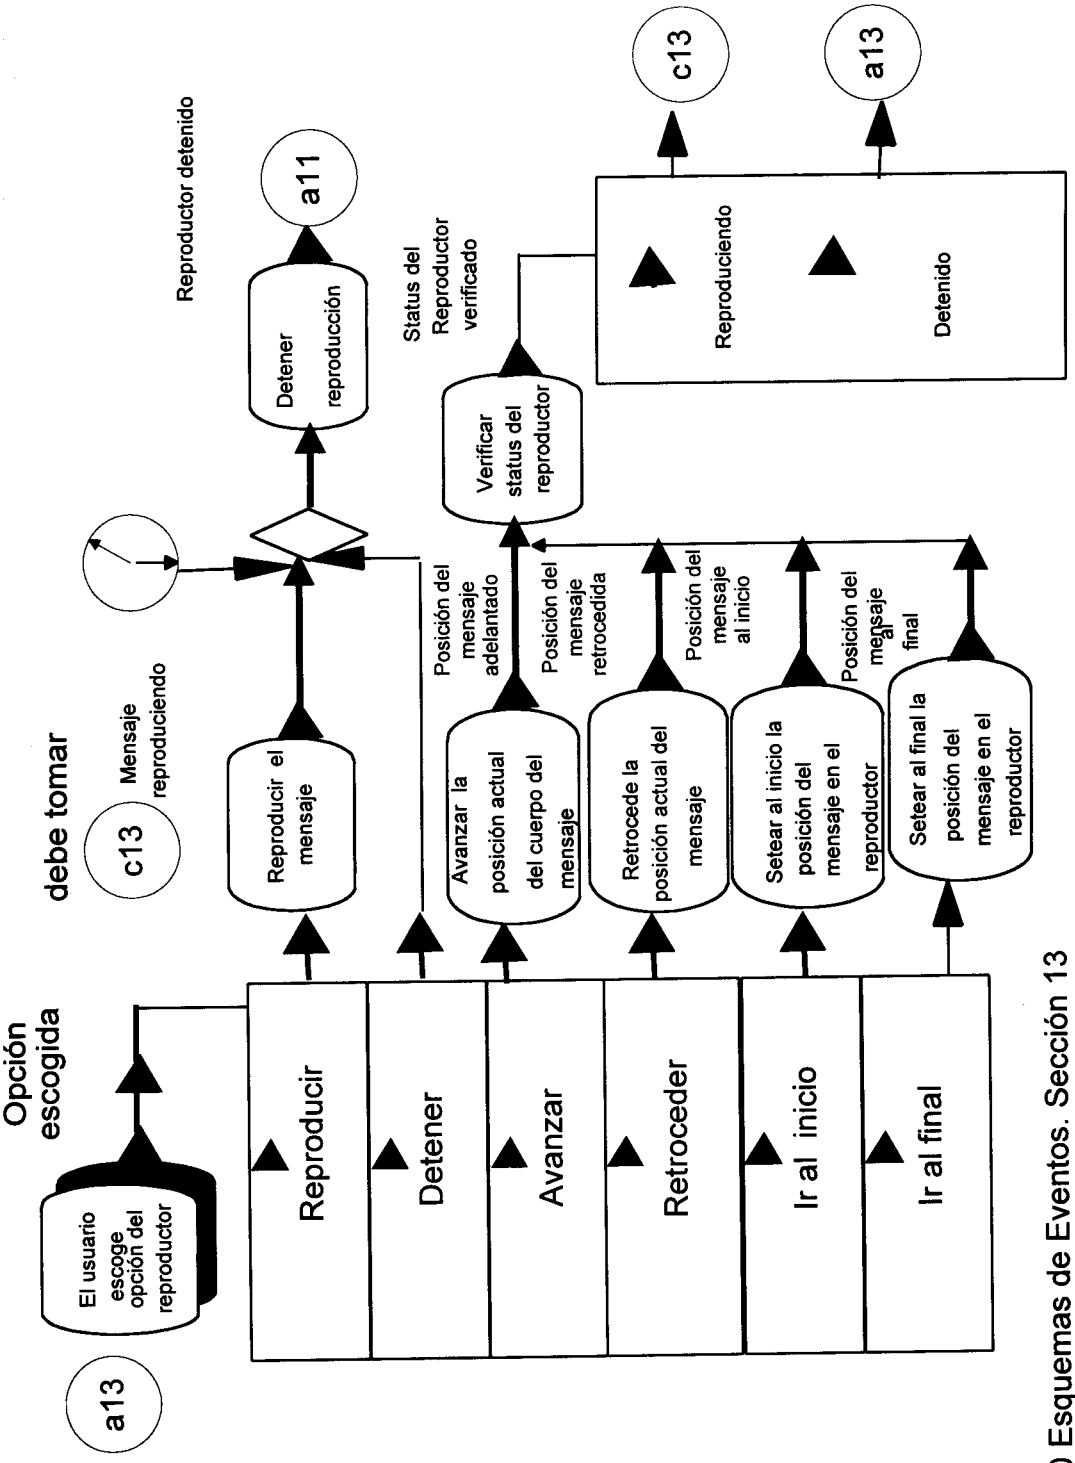 a13
El usuario
escoge
opción del
reproductor
Opción
escogida
debe tomar
c13
Mensaje
reproduciendo
Reproducir
Detener
Avanzar
Retroceder
Ir al inicio
Ir al final
Reproducir el
mensaje
Detener
reproducción
Reproductor detenido
a11
Avanzar la
posición actual
del cuerpo del
mensaje
Posición del
mensaje
adelantado
Retrocede la
posición actual del
mensaje
Posición del
mensaje
retrocedida
Setear al inicio la
posición del
mensaje en el
reproductor
Posición del
mensaje
al inicio
Setear al final la
posición del
mensaje en el
reproductor
Posición del
mensaje
al
final
Verificar
status del
reproductor
Status del
Reproductor
verificado
Reproduciendo
Detenido
c13
a13
) Esquemas de Eventos. Sección 13